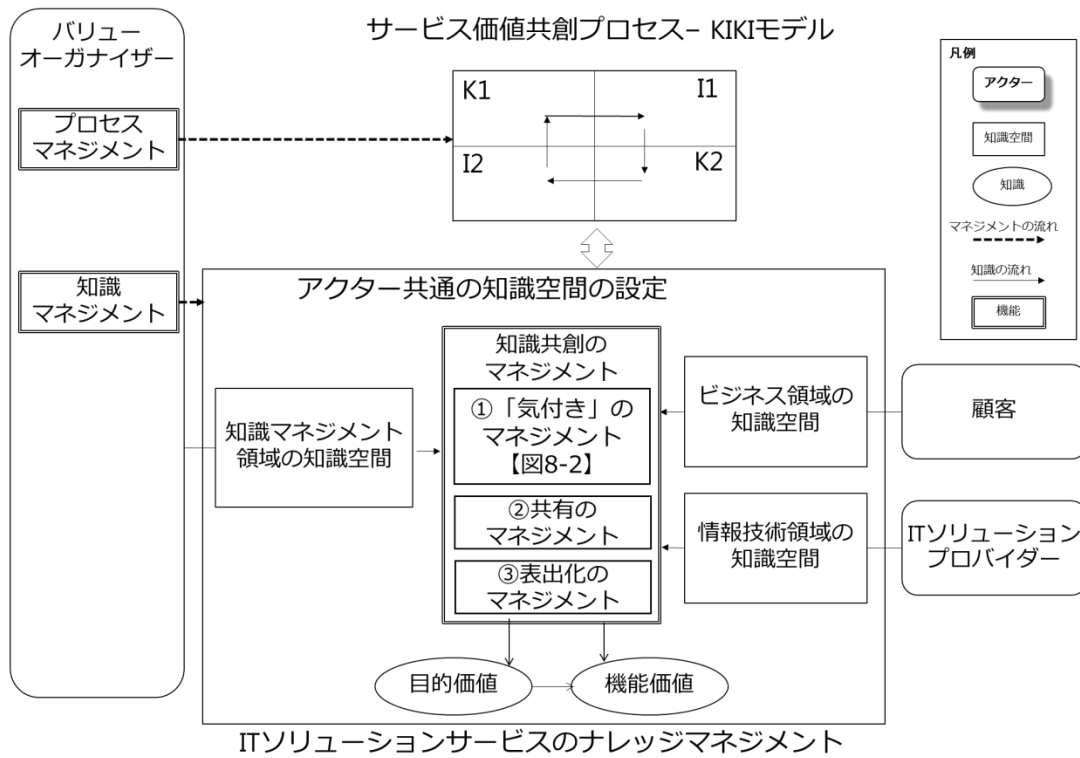 バリュー
オーガナイザー
プロセス
マネジメント
知識
マネジメント
サービス価値共創プロセス– KIKIモデル
K1
I1
I2
K2
凡例
アクター
知識空間
知識
マネジメントの流れ
知識の流れ
機能
アクター共通の知識空間の設定
知識マネジメント
領域の知識空間
知識共創の
マネジメント
①「気付き」の
マネジメント
【図8-2】
②共有の
マネジメント
③表出化の
マネジメント
ビジネス領域の
知識空間
顧客
情報技術領域の
知識空間
ITソリューション
プロバイダー
目的価値
機能価値
ITソリューションサービスのナレッジマネジメント